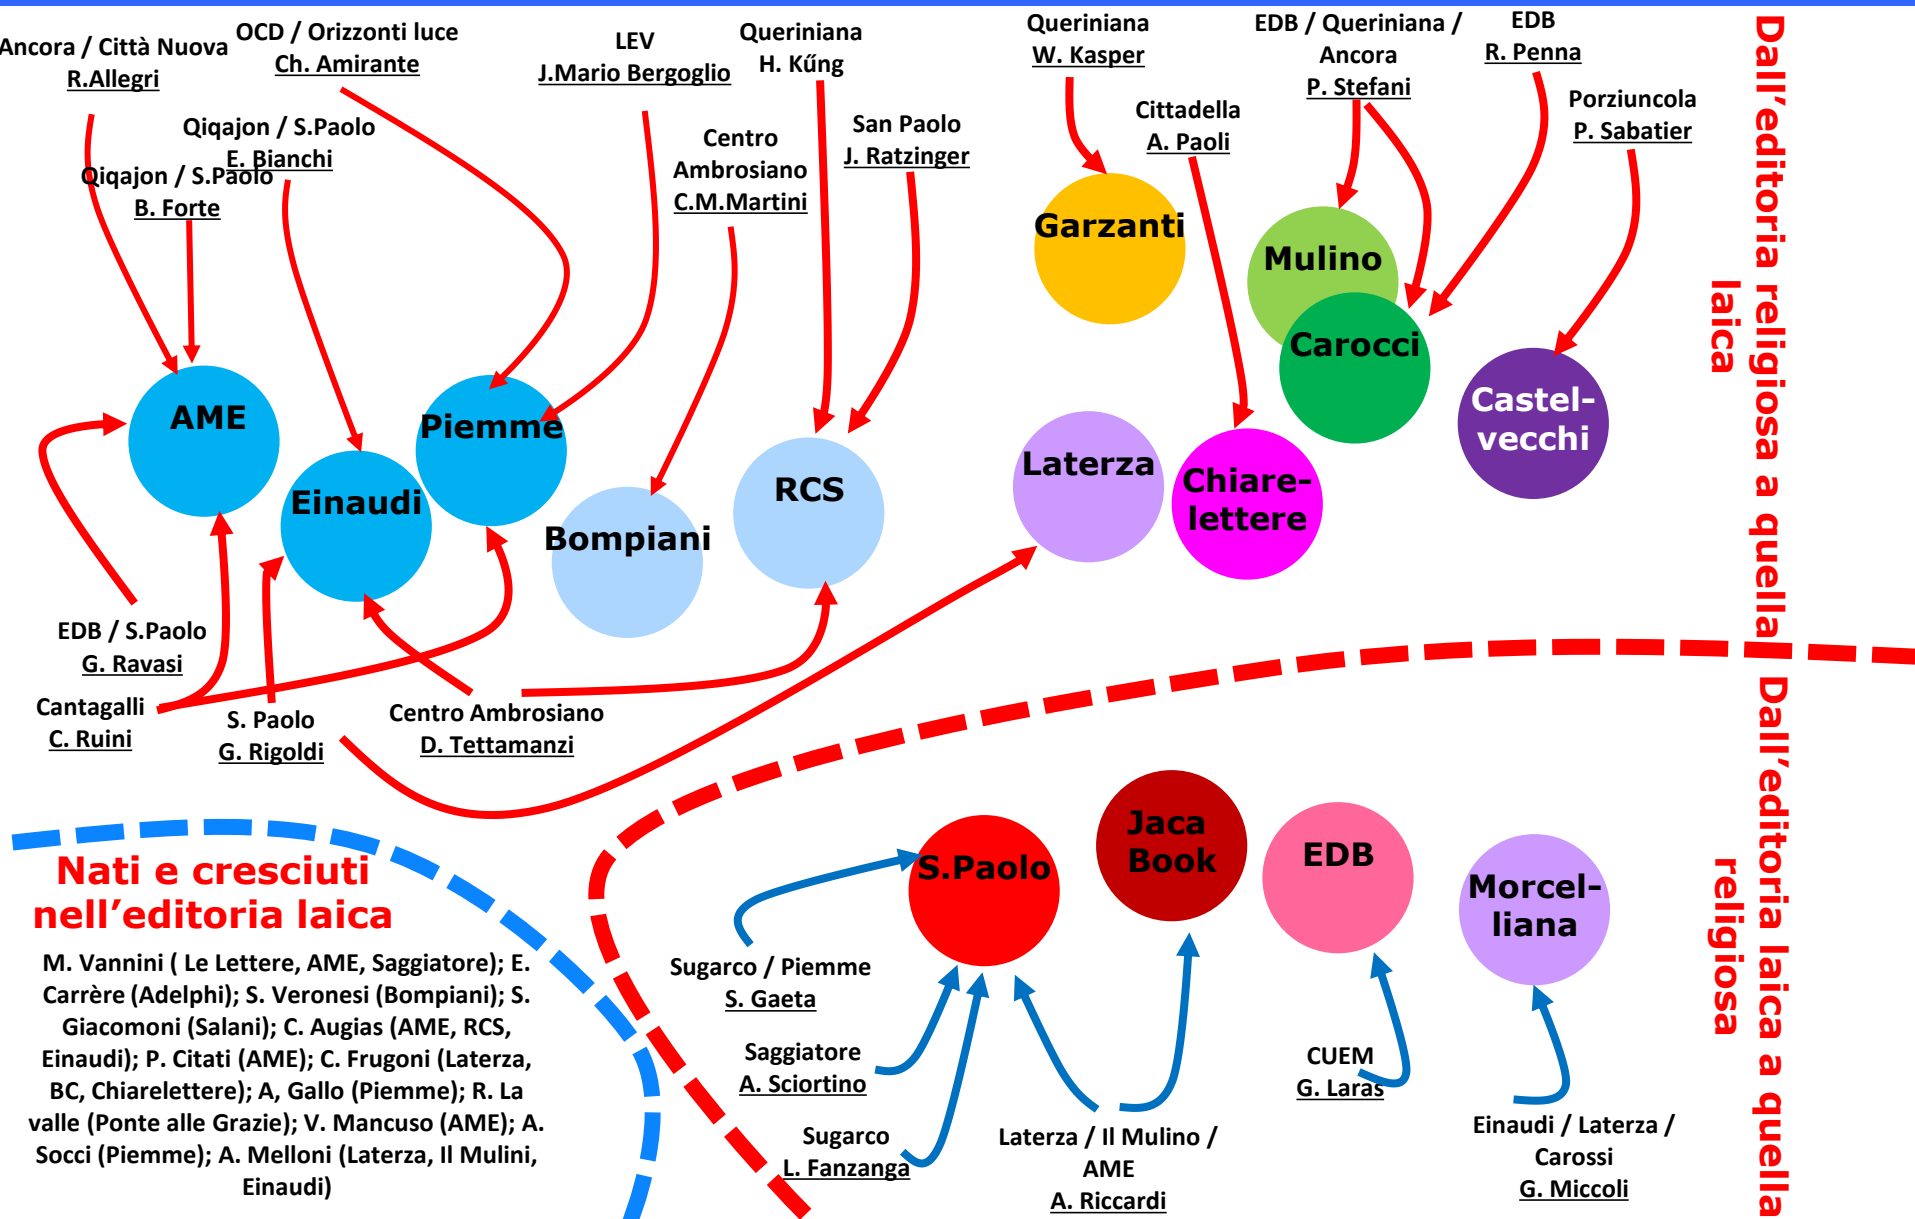 Ancora / Città Nuova
R.Allegri
OCD / Orizzonti luce
Ch. Amirante
LEV
J.Mario Bergoglio
Queriniana
H. Kűng
Queriniana
W. Kasper
EDB / Queriniana /
Ancora
P. Stefani
EDB
R. Penna
Qiqajon / S.Paolo
E. Bianchi
Qiqajon / S.Paolo
B. Forte
Centro
Ambrosiano
C.M.Martini
San Paolo
J. Ratzinger
Cittadella
A. Paoli
Porziuncola
P. Sabatier
Dall'editoria religiosa a quella
laica
Garzanti
Mulino
Carocci
AME
Einaudi
Piemme
Bompiani
RCS
Laterza
Chiare-
lettere
Castel-
vecchi
EDB / S.Paolo
G. Ravasi
Cantagalli
C. Ruini
S. Paolo
G. Rigoldi
Centro Ambrosiano
D. Tettamanzi
Dall'editoria laica a quella
religiosa
S.Paolo
Jaca
Book
EDB
Morcel-
liana
Sugarco / Piemme
S. Gaeta
Saggiatore
A. Sciortino
Sugarco
L. Fanzanga
Laterza / Il Mulino /
AME
A. Riccardi
CUEM
G. Laras
Einaudi / Laterza /
Carossi
G. Miccoli
Nati e cresciuti
nell'editoria laica
M. Vannini ( Le Lettere, AME, Saggiatore); E.
Carrère (Adelphi); S. Veronesi (Bompiani); S.
Giacomoni (Salani); C. Augias (AME, RCS,
Einaudi); P. Citati (AME); C. Frugoni (Laterza,
BC, Chiarelettere); A, Gallo (Piemme); R. La
valle (Ponte alle Grazie); V. Mancuso (AME); A.
Socci (Piemme); A. Melloni (Laterza, Il Mulini,
Einaudi)